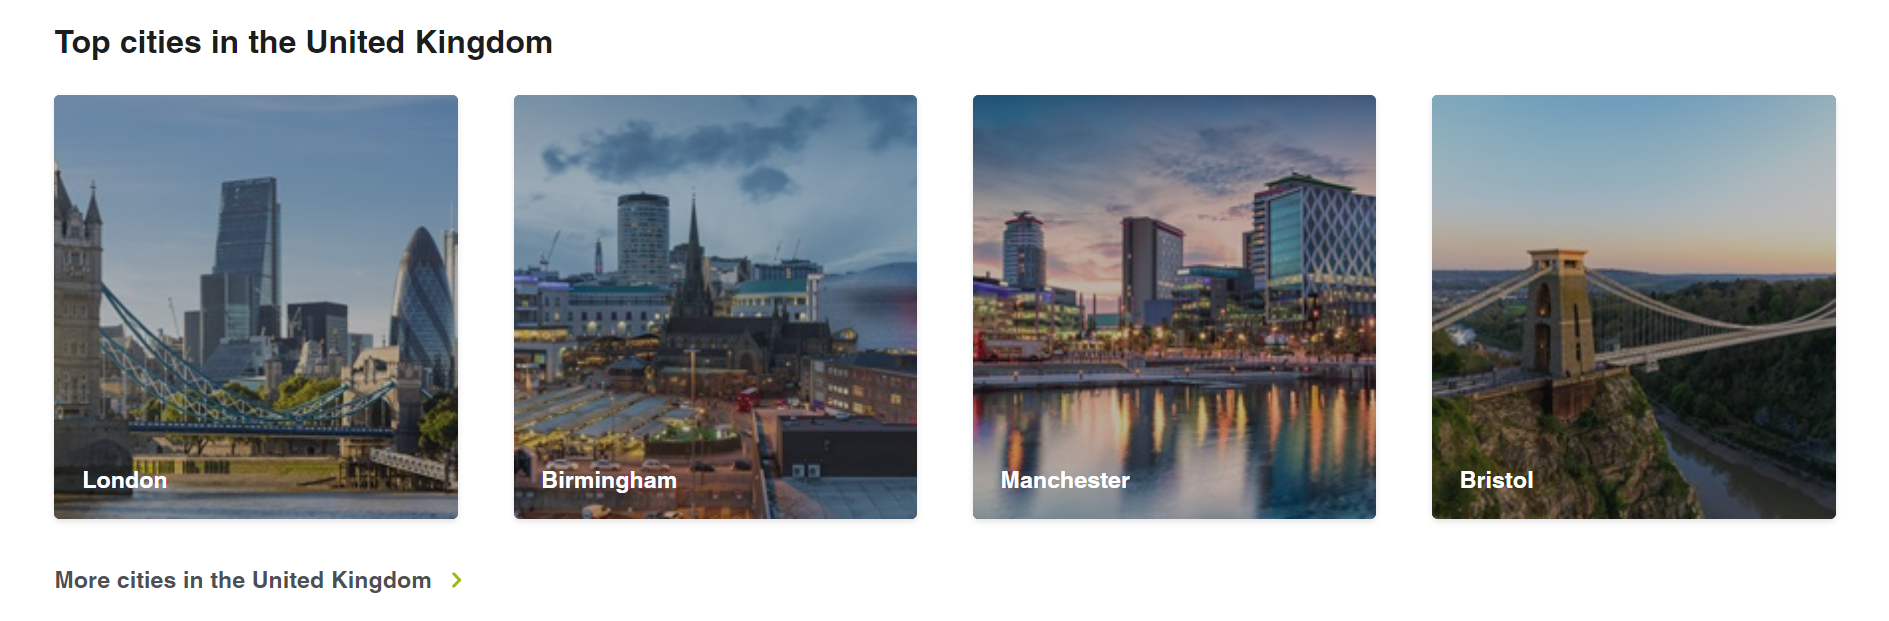 Top cities in the United Kingdom
London
Birmingham
Manchester
Bristol
More cities in the United Kingdom